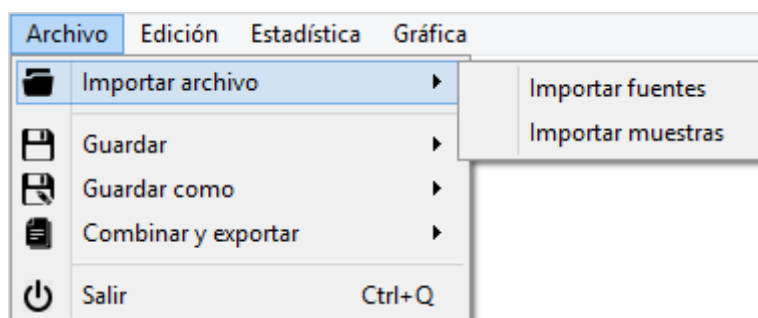 Archivo Edición Estadística Gráfica
Importar archivo
Importar fuentes
Importar muestras
Guardar
Guardar como
Combinar y exportar
Salir Ctrl+Q